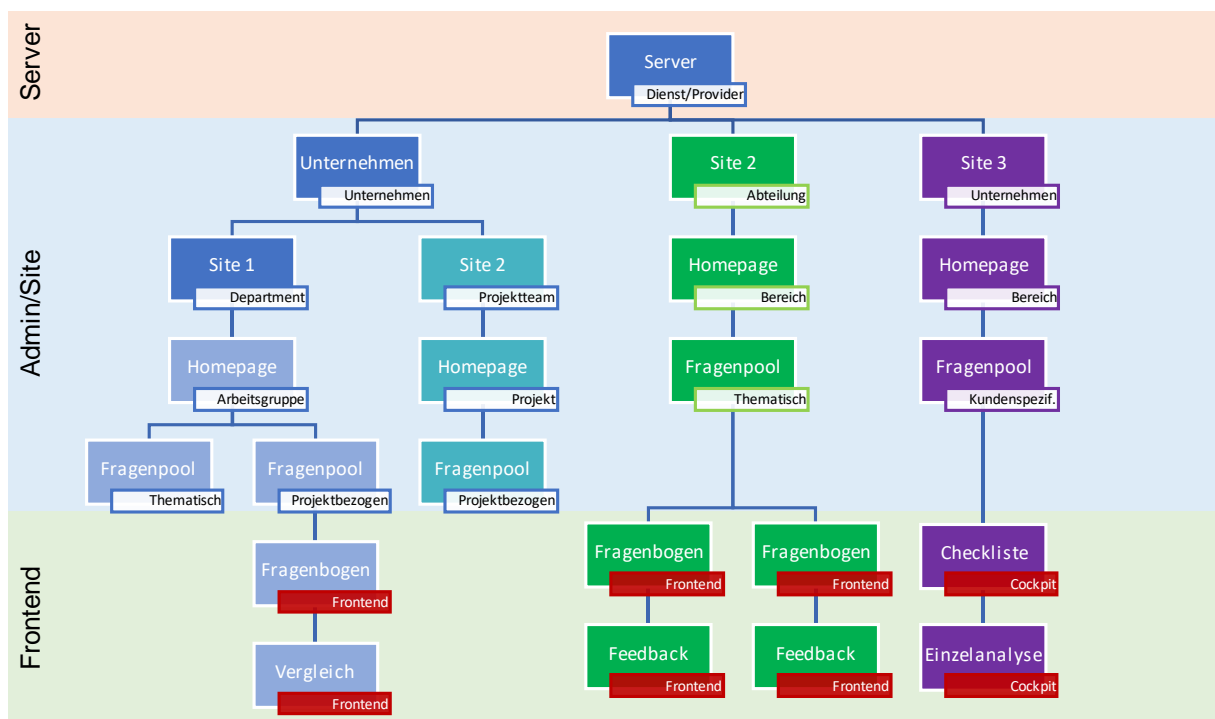 Server
Server
Dienst/Provider
Admin/Site
Unternehmen
Unternehmen
Site 2
Abteilung
Site 3
Unternehmen
Site 1
Department
Site 2
Projektteam
Homepage
Bereich
Homepage
Bereich
Homepage
Arbeitsgruppe
Homepage
Projekt
Fragenpool
Thematisch
Fragenpool
Kundenspezif.
Fragenpool
Thematisch
Fragenpool
Projektbezogen
Fragenpool
Projektbezogen
Frontend
Fragenbogen
Frontend
Fragenbogen
Frontend
Fragenbogen
Frontend
Checkliste
Cockpit
Vergleich
Frontend
Feedback
Frontend
Feedback
Frontend
Einzelanalyse
Cockpit